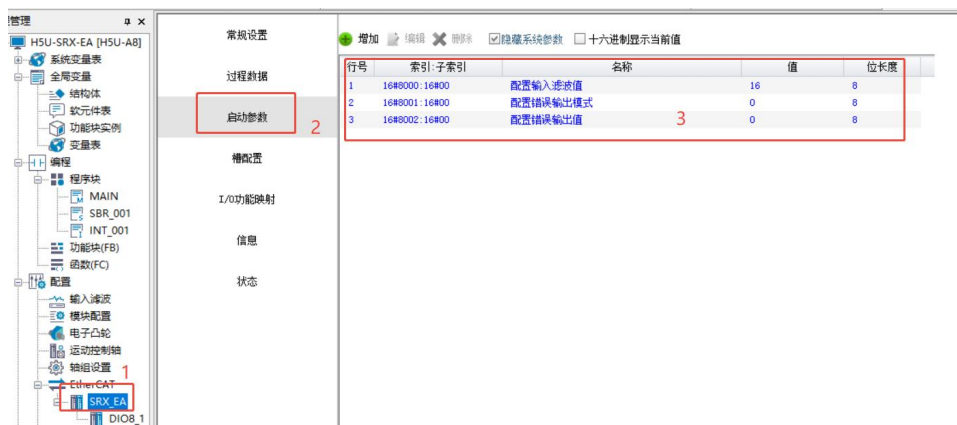 管理
H5U-SRX-EA [H5U-A8]
系统变量表
全局变量
结构体
软元件表
功能块实例
变量表
编程
程序块
MAIN
SBR_001
INT_001
功能块(FB)
函数(FC)
配置
输入滤波
模块配置
电子凸轮
运动控制轴
轴组设置
1
EtherCAT
SRX_EA
DIO8_1
常规设置
过程数据
启动参数
2
槽配置
I/O功能映射
信息
状态
增加 编辑 删除 隐藏系统参数 十六进制显示当前值
行号 索引:子索引 名称 值 位长度
1 16#8000:16#00 配置输入滤波值 16 8
2 16#8001:16#00 配置错误输出模式 0 8
3 16#8002:16#00 配置错误输出值 0 8
3